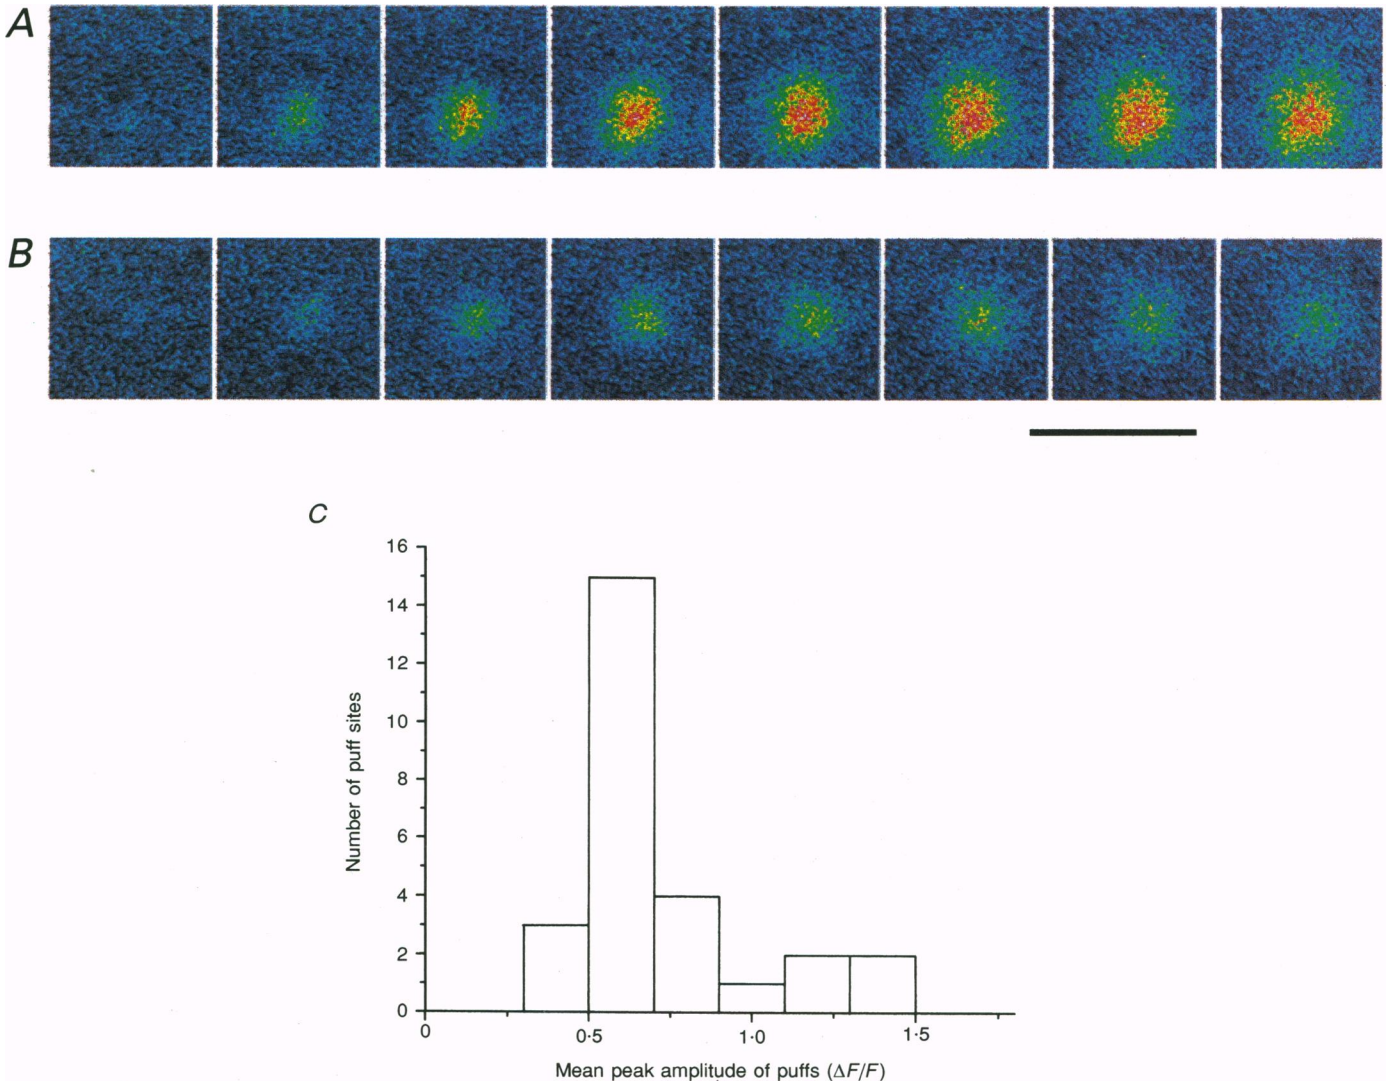 A
B
C
16
14
12
10
8
6
4
2
0
Number of puff sites
0 0·5 1·0 1·5
Mean peak amplitude of puffs (ΔF/F)